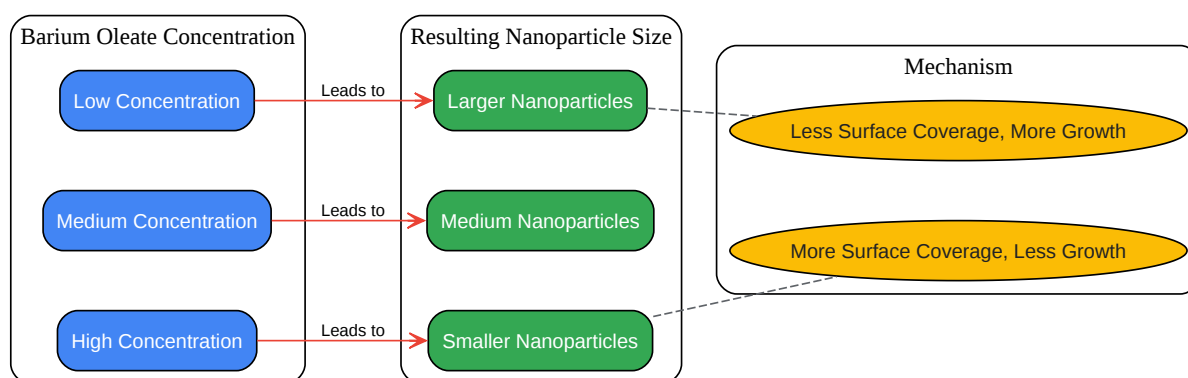 Barium Oleate Concentration
Resulting Nanoparticle Size
Mechanism
Low Concentration
Leads to
Larger Nanoparticles
Less Surface Coverage, More Growth
Medium Concentration
Leads to
Medium Nanoparticles
More Surface Coverage, Less Growth
High Concentration
Leads to
Smaller Nanoparticles